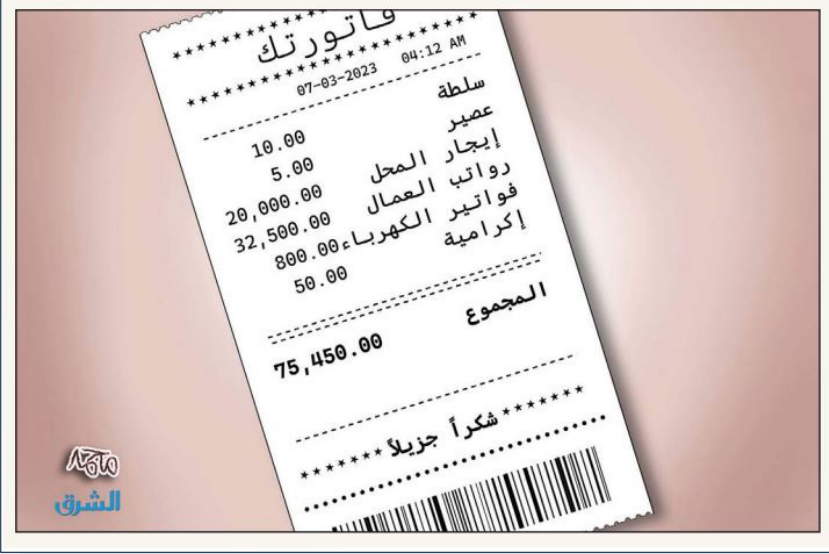 فاتورتك
07-03-2023 04:12 AM
سلطة 10.00
عصير 5.00
إيجار المحل 20,000.00
رواتب العمال 32,500.00
فواتير الكهرباء 800.00
إكرامية 50.00
المجموع 75,450.00
*******شكراً جزيلاً*******
الشرق